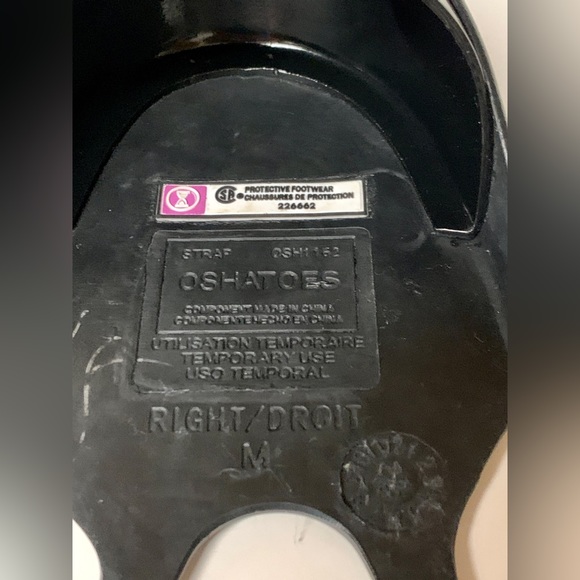 PROTECTIVE FOOTWEAR
CHAUSSURES DE PROTECTION
226662
STRAP OSH1162
OSHATOES
COMPONENT MADE IN CHINA
COMPONENTE HECHO EN CHINA
UTILISATION TEMPORAIRE
TEMPORARY USE
USO TEMPORAL
RIGHT/DROIT
M